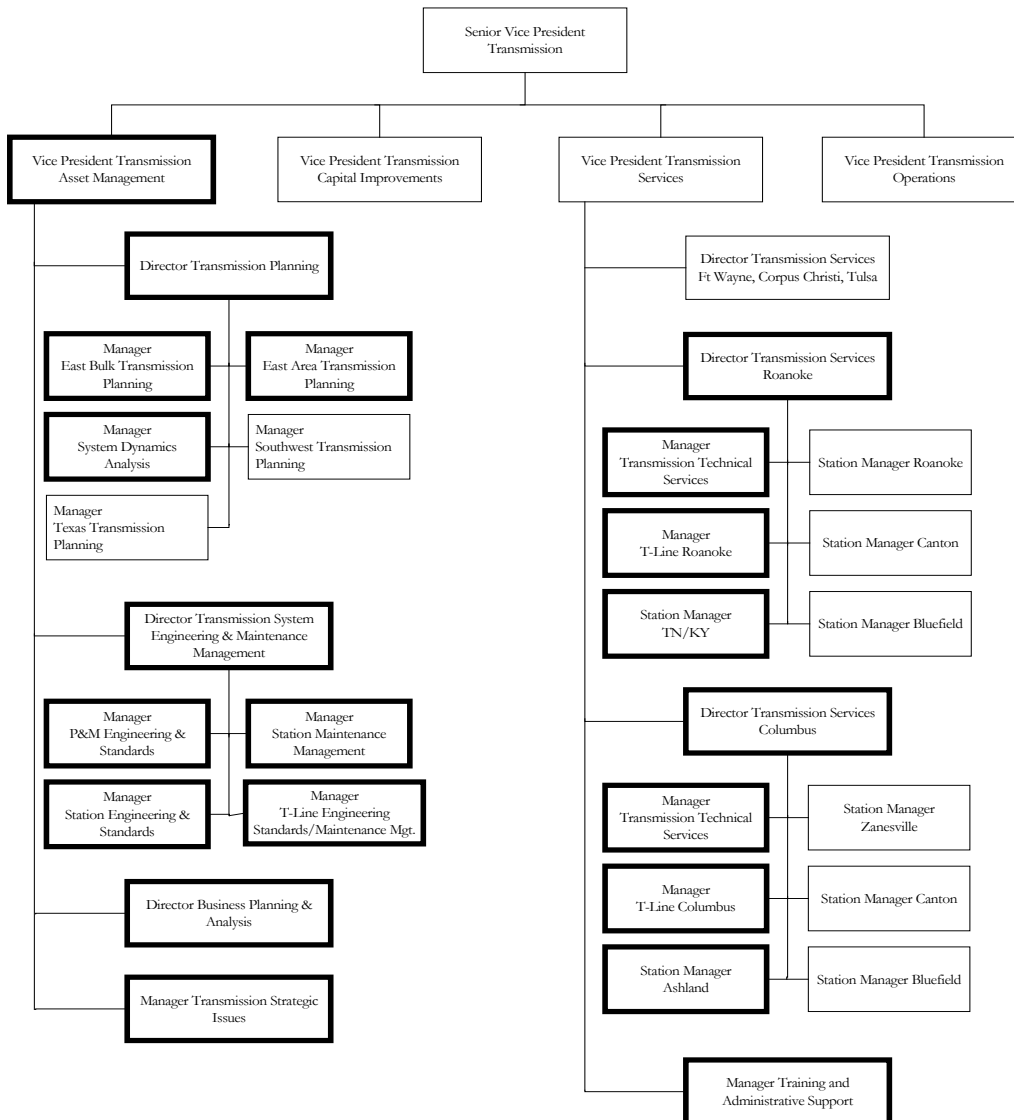 Senior Vice President
Transmission
Vice President Transmission
Asset Management
Vice President Transmission
Capital Improvements
Vice President Transmission
Services
Vice President Transmission
Operations
Director Transmission Planning
Manager
East Bulk Transmission
Planning
Manager
East Area Transmission
Planning
Manager
System Dynamics
Analysis
Manager
Southwest Transmission
Planning
Manager
Texas Transmission
Planning
Director Transmission System
Engineering & Maintenance
Management
Manager
P&M Engineering &
Standards
Manager
Station Maintenance
Management
Manager
Station Engineering &
Standards
Manager
T-Line Engineering
Standards/Maintenance Mgt.
Director Business Planning &
Analysis
Manager Transmission Strategic
Issues
Director Transmission Services
Ft Wayne, Corpus Christi, Tulsa
Director Transmission Services
Roanoke
Manager
Transmission Technical
Services
Station Manager Roanoke
Manager
T-Line Roanoke
Station Manager Canton
Station Manager
TN/KY
Station Manager Bluefield
Director Transmission Services
Columbus
Manager
Transmission Technical
Services
Station Manager
Zanesville
Manager
T-Line Columbus
Station Manager Canton
Station Manager
Ashland
Station Manager Bluefield
Manager Training and
Administrative Support